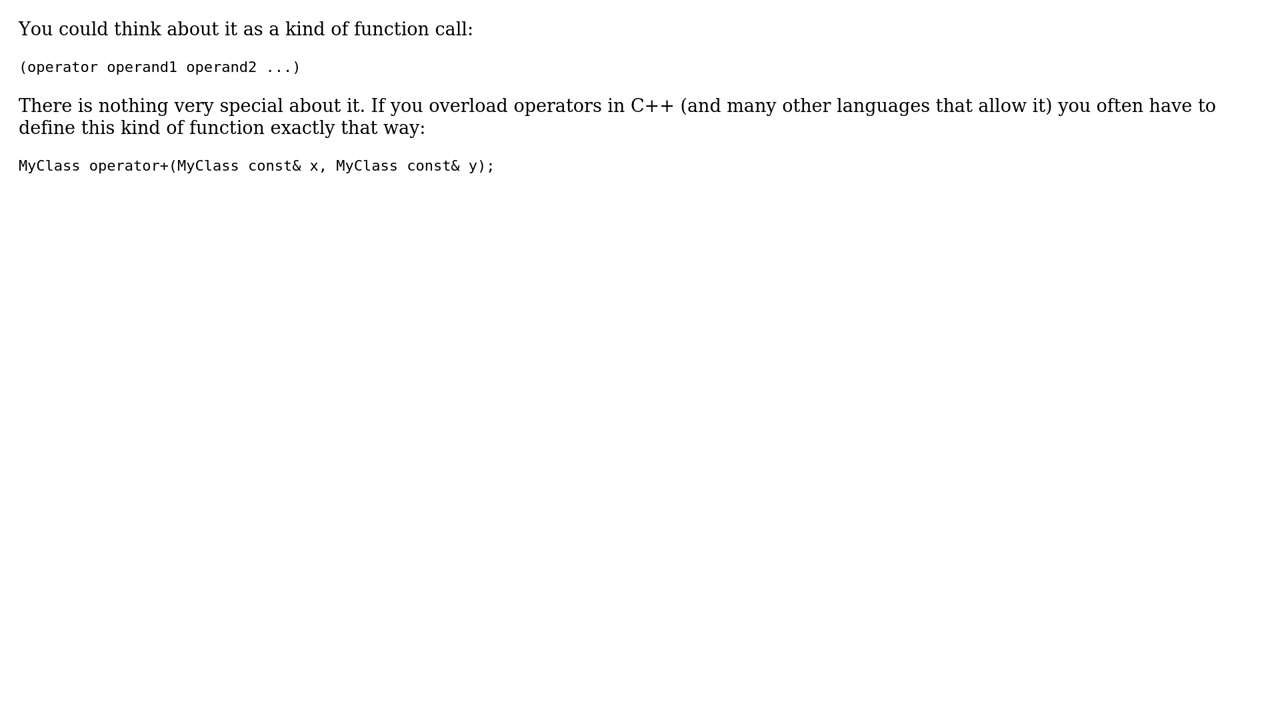 You could think about it as a kind of function call:
(operator operand1 operand2 ...)
There is nothing very special about it. If you overload operators in C++ (and many other languages that allow it) you often have to
define this kind of function exactly that way:
MyClass operator+(MyClass const& x, MyClass const& y);